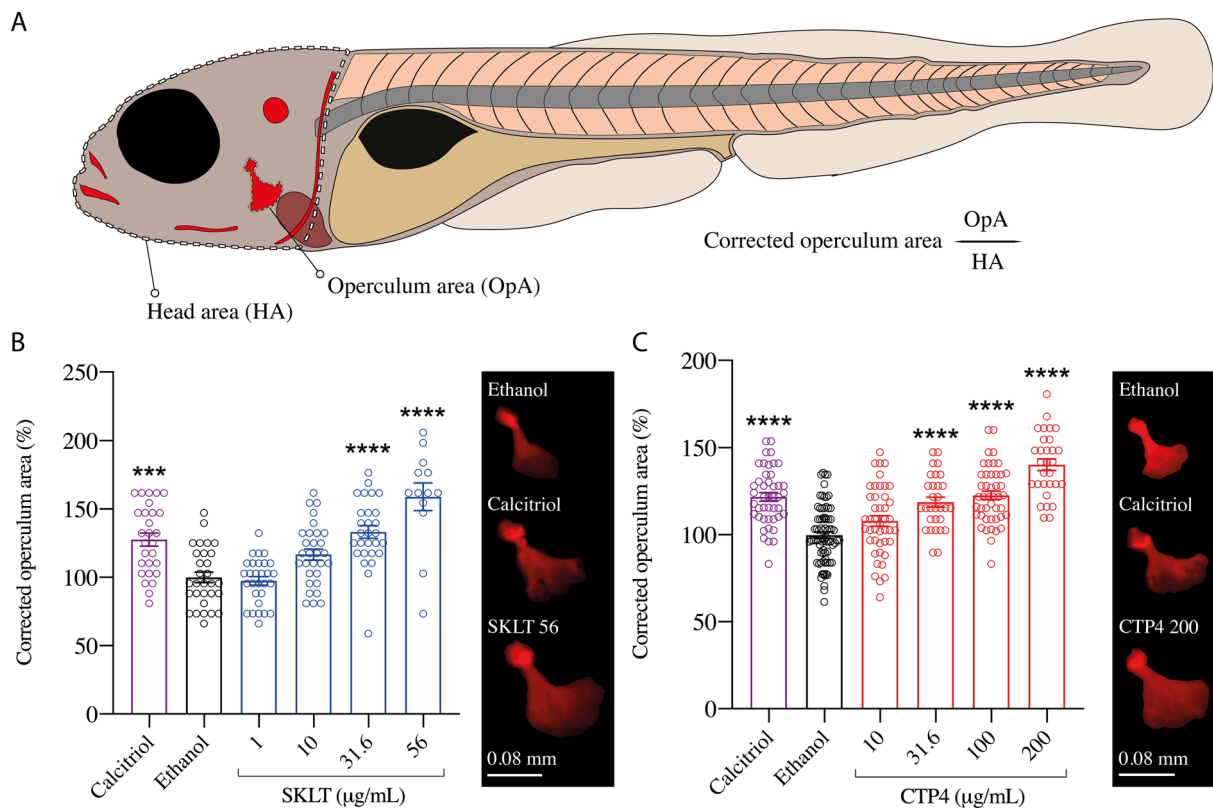 A
Corrected operculum area
OpA
HA
Operculum area (OpA)
Head area (HA)
B
Corrected operculum area (%)
250
200
150
100
50
0
***
****
****
Calcitriol
Ethanol
1
10
31.6
56
SKLT (µg/mL)
Ethanol
Calcitriol
SKLT 56
0.08 mm
C
Corrected operculum area (%)
200
150
100
50
0
****
****
****
****
Calcitriol
Ethanol
10
31.6
100
200
CTP4 (µg/mL)
Ethanol
Calcitriol
CTP4 200
0.08 mm